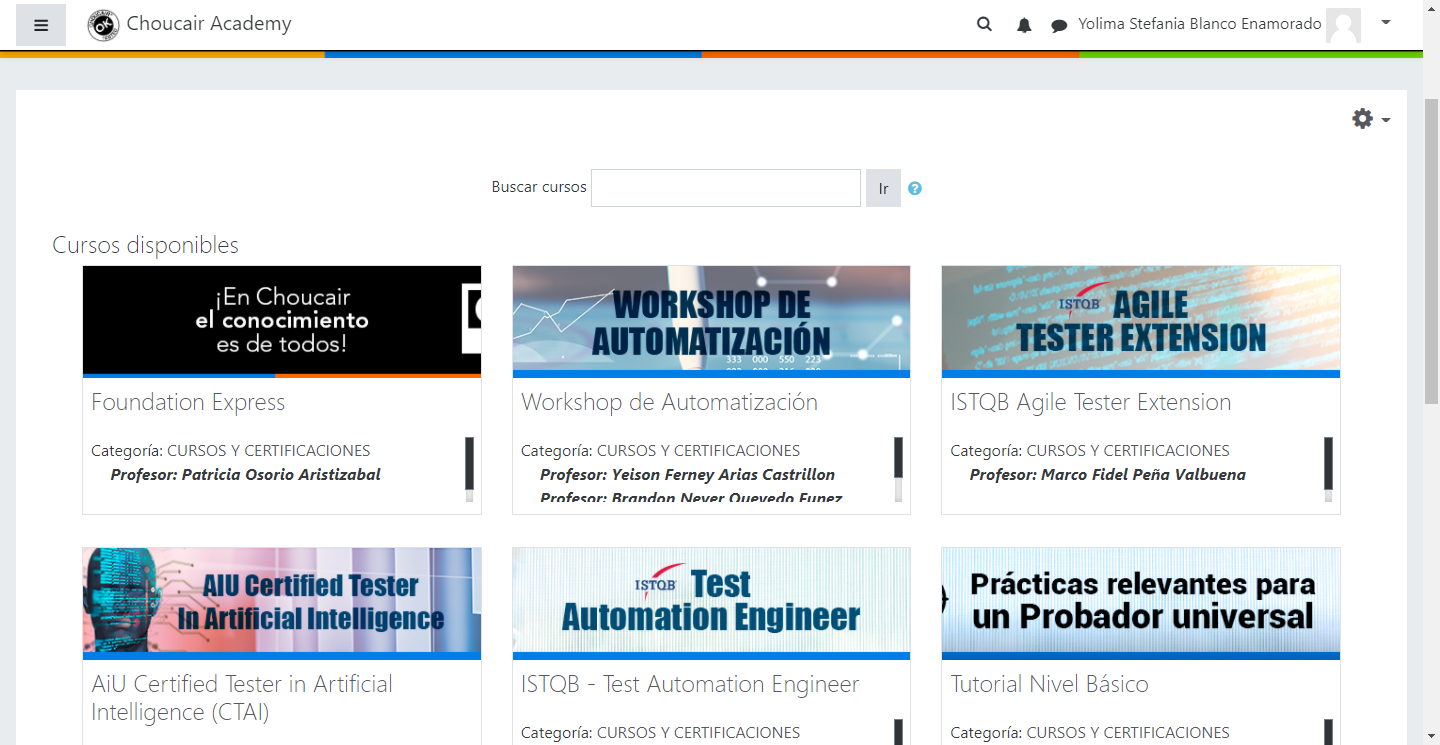 Choucair Academy
Yolima Stefania Blanco Enamorado
Buscar cursos
Ir
Cursos disponibles
¡En Choucair
el conocimiento
es de todos!
Foundation Express
Categoría: CURSOS Y CERTIFICACIONES
Profesor: Patricia Osorio Aristizabal
WORKSHOP DE
AUTOMATIZACIÓN
333 000 550 223
Workshop de Automatización
Categoría: CURSOS Y CERTIFICACIONES
Profesor: Yeison Ferney Arias Castrillon
Profesor: Brandon Never Quevedo Funez
ISTQB AGILE
TESTER EXTENSION
ISTQB Agile Tester Extension
Categoría: CURSOS Y CERTIFICACIONES
Profesor: Marco Fidel Peña Valbuena
AIU Certified Tester
In Artificial Intelligence
AiU Certified Tester in Artificial
Intelligence (CTAI)
ISTQB Test
Automation Engineer
ISTQB - Test Automation Engineer
Categoría: CURSOS Y CERTIFICACIONES
Prácticas relevantes para
un Probador universal
Tutorial Nivel Básico
Categoría: CURSOS Y CERTIFICACIONES